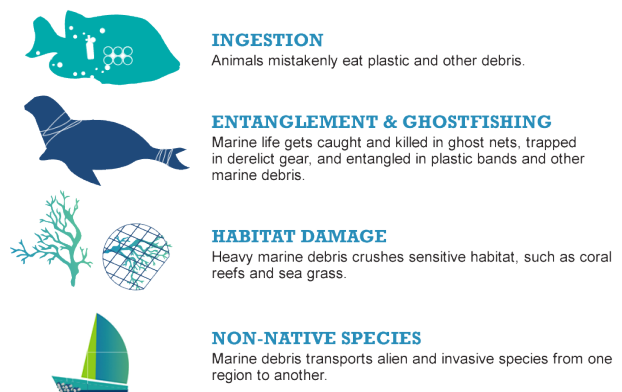 INGESTION
Animals mistakenly eat plastic and other debris.
ENTANGLEMENT & GHOSTFISHING
Marine life gets caught and killed in ghost nets, trapped
in derelict gear, and entangled in plastic bands and other
marine debris.
HABITAT DAMAGE
Heavy marine debris crushes sensitive habitat, such as coral
reefs and sea grass.
NON-NATIVE SPECIES
Marine debris transports alien and invasive species from one
region to another.